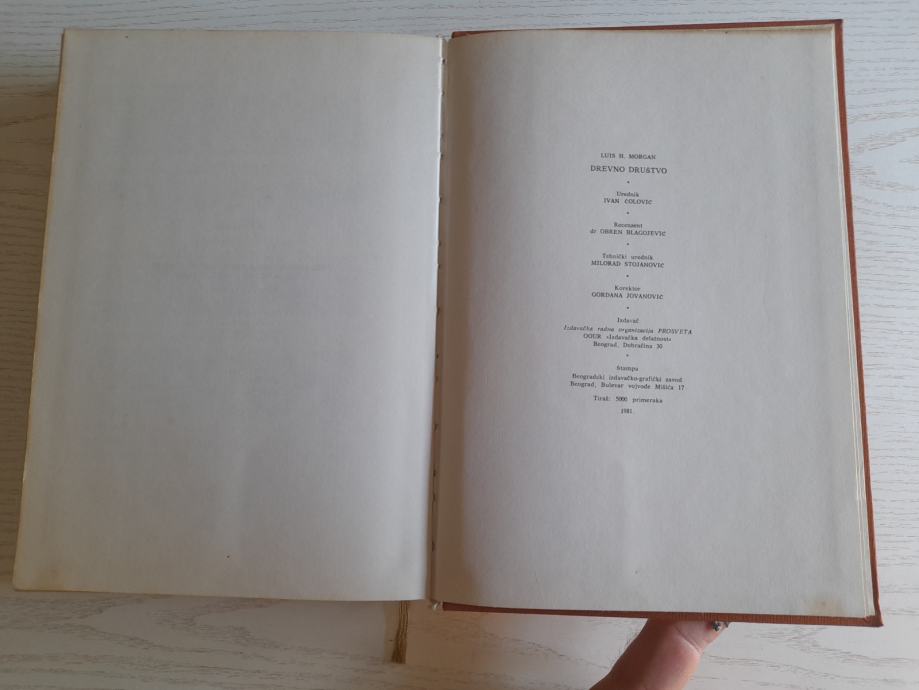 LUIS H. MORGAN
DREVNO DRUŠTVO
•
Urednik
IVAN ČOLOVIĆ
•
Recenzent
dr OBREN BLAGOJEVIĆ
•
Tehnički urednik
MILORAD STOJANOVIĆ
•
Korektor
GORDANA JOVANOVIĆ
•
Izdavač
Izdavačka radna organizacija PROSVETA
OOUR »Izdavačka delatnost«
Beograd, Dobračina 30
•
Štampa
Beogradski izdavačko-grafički zavod
Beograd, Bulevar vojvode Mišića 17
Tiraž: 5000 primeraka
1981.